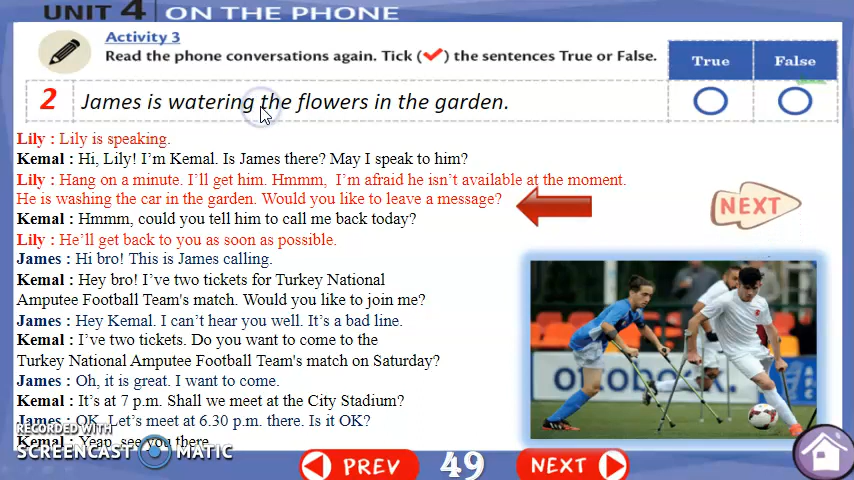 UNIT 4 ON THE PHONE
Activity 3
Read the phone conversations again. Tick (✔) the sentences True or False.
True False
2 James is watering the flowers in the garden.
Lily : Lily is speaking.
Kemal : Hi, Lily! I'm Kemal. Is James there? May I speak to him?
Lily : Hang on a minute. I'll get him. Hmmm, I'm afraid he isn't available at the moment.
He is washing the car in the garden. Would you like to leave a message?
NEXT
Kemal : Hmmm, could you tell him to call me back today?
Lily : He'll get back to you as soon as possible.
James : Hi bro! This is James calling.
Kemal : Hey bro! I've two tickets for Turkey National
Amputee Football Team's match. Would you like to join me?
James : Hey Kemal. I can't hear you well. It's a bad line.
Kemal : I've two tickets. Do you want to come to the
Turkey National Amputee Football Team's match on Saturday?
James : Oh, it is great. I want to come.
Kemal : It's at 7 p.m. Shall we meet at the City Stadium?
James : OK. Let's meet at 6.30 p.m. there. Is it OK?
Kemal : Yeap, see you there.
RECORDED WITH
SCREENCAST MATIC
PREV 49 NEXT